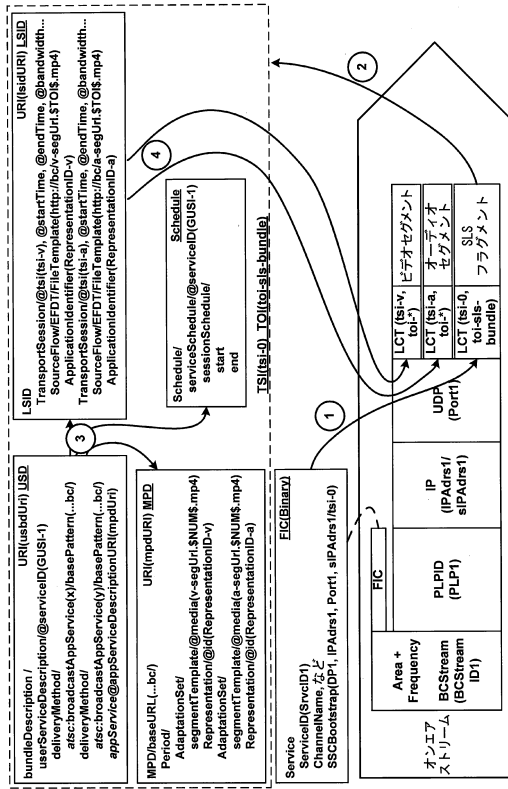 URI(usbdUri) USD
bundleDescription /
userServiceDescription/@serviceID(GUSI-1)
deliveryMethod/
atsc:broadcastAppService(x)/basePattern(...bc/)
deliveryMethod/
atsc:broadcastAppService(y)/basePattern(...bc/)
appService@appServiceDescriptionURI(mpdUri)
URI(lsidURI) LSID
LSID
TransportSession/@tsi(tsi-v), @startTime, @endTime, @bandwidth...
SourceFlow/EFDT/FileTemplate(http://bc/v-segUrl.$TOI$.mp4)
ApplicationIdentifier(RepresentationID-v)
TransportSession/@tsi(tsi-a), @startTime, @endTime, @bandwidth...
SourceFlow/EFDT/FileTemplate(http://bc/a-segUrl.$TOI$.mp4)
ApplicationIdentifier(RepresentationID-a)
3
4
URI(mpdURI) MPD
MPD/baseURL(...bc/)
Period/
AdaptationSet/
segmentTemplate/@media(v-segUrl.$NUM$.mp4)
Representation/@id(RepresentationID-v)
AdaptationSet/
segmentTemplate/@media(a-segUrl.$NUM$.mp4)
Representation/@id(RepresentationID-a)
Schedule
Schedule/
serviceSchedule/@serviceID(GUSI-1)
sessionSchedule/
start
end
TSI(tsi-0) TOI(toi-sls-bundle)
FIC(Binary)
Service
ServiceID(SrvcID1)
ChannelName, など
SSCBootstrap(DP1, IPAdrs1, Port1, sIPAdrs1/tsi-0)
1
2
オンエア
ストリーム
Area +
Frequency
BCStream
(BCStream
ID1)
FIC
PLPID
(PLP1)
IP
(IPAdrs1/
sIPAdrs1)
UDP
(Port1)
LCT (tsi-v,
toi-*)
ビデオセグメント
LCT (tsi-a,
toi-*)
オーディオ
セグメント
LCT (tsi-0,
toi-sls-
bundle)
SLS
フラグメント